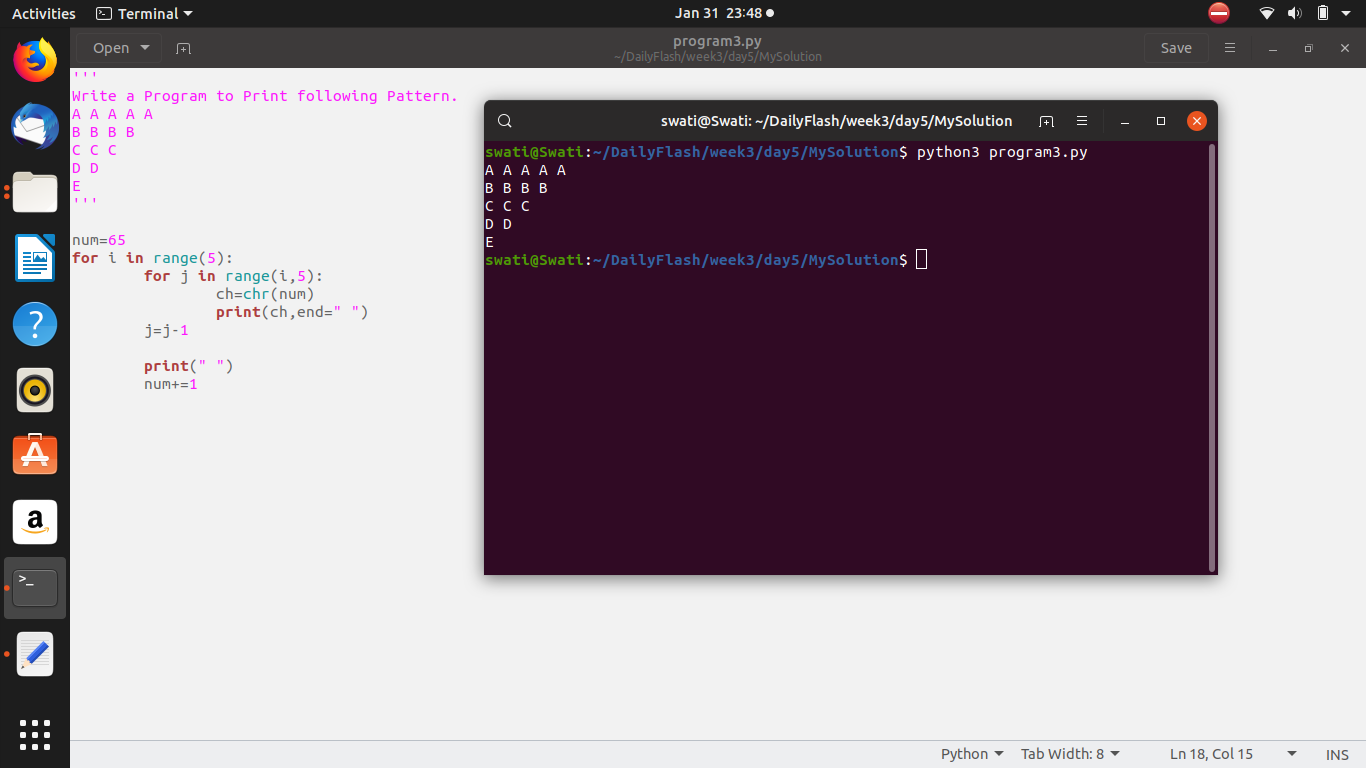 Activities Terminal Jan 31 23:48
Open program3.py Save
~/DailyFlash/week3/day5/MySolution
'''
Write a Program to Print following Pattern.
A A A A A
B B B B
C C C
D D
E
'''
num=65
for i in range(5):
for j in range(i,5):
ch=chr(num)
print(ch,end=" ")
j=j-1
print(" ")
num+=1
swati@Swati: ~/DailyFlash/week3/day5/MySolution
swati@Swati:~/DailyFlash/week3/day5/MySolution$ python3 program3.py
A A A A A
B B B B
C C C
D D
E
swati@Swati:~/DailyFlash/week3/day5/MySolution$
?
A
a
>_
Python Tab Width: 8 Ln 18, Col 15 INS